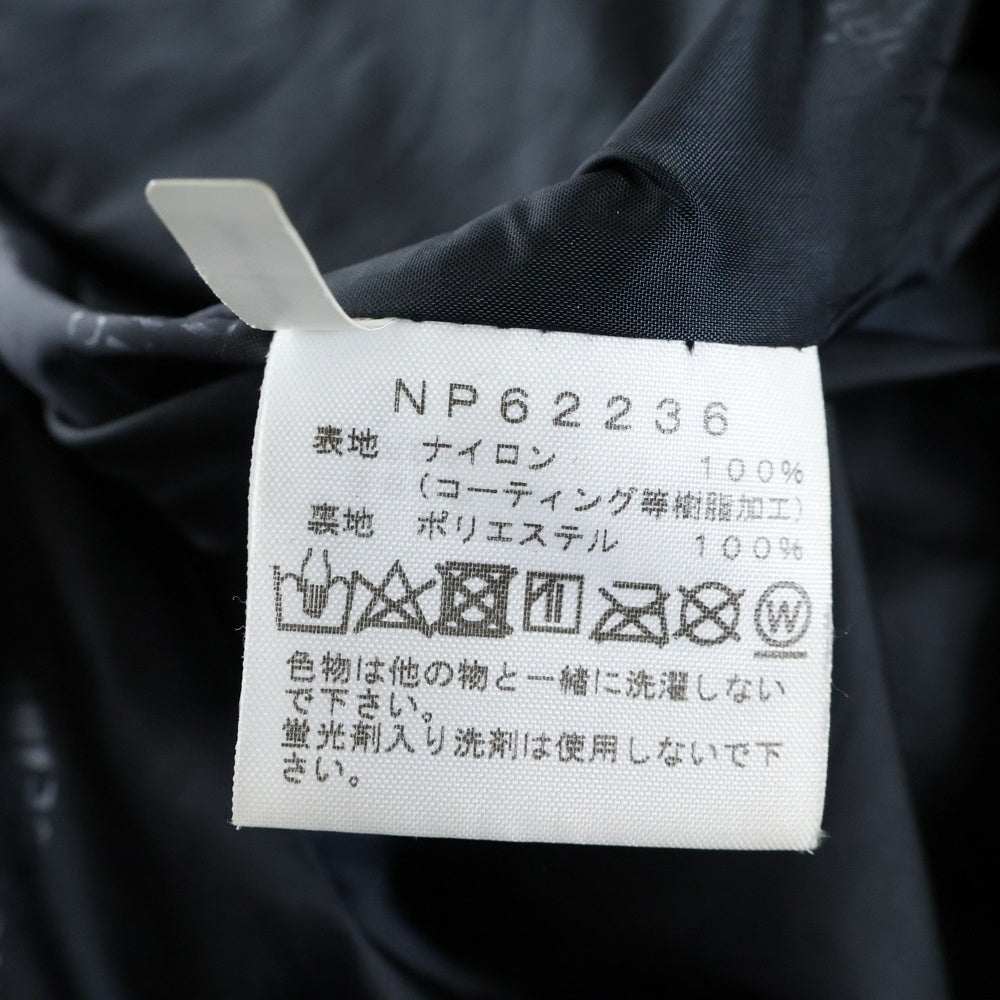 NP62236
表地 ナイロン 100%
(コーティング等樹脂加工)
裏地 ポリエステル 100%
W
色物は他の物と一緒に洗濯しない
で下さい。
蛍光剤入り洗剤は使用しないで下
さい。